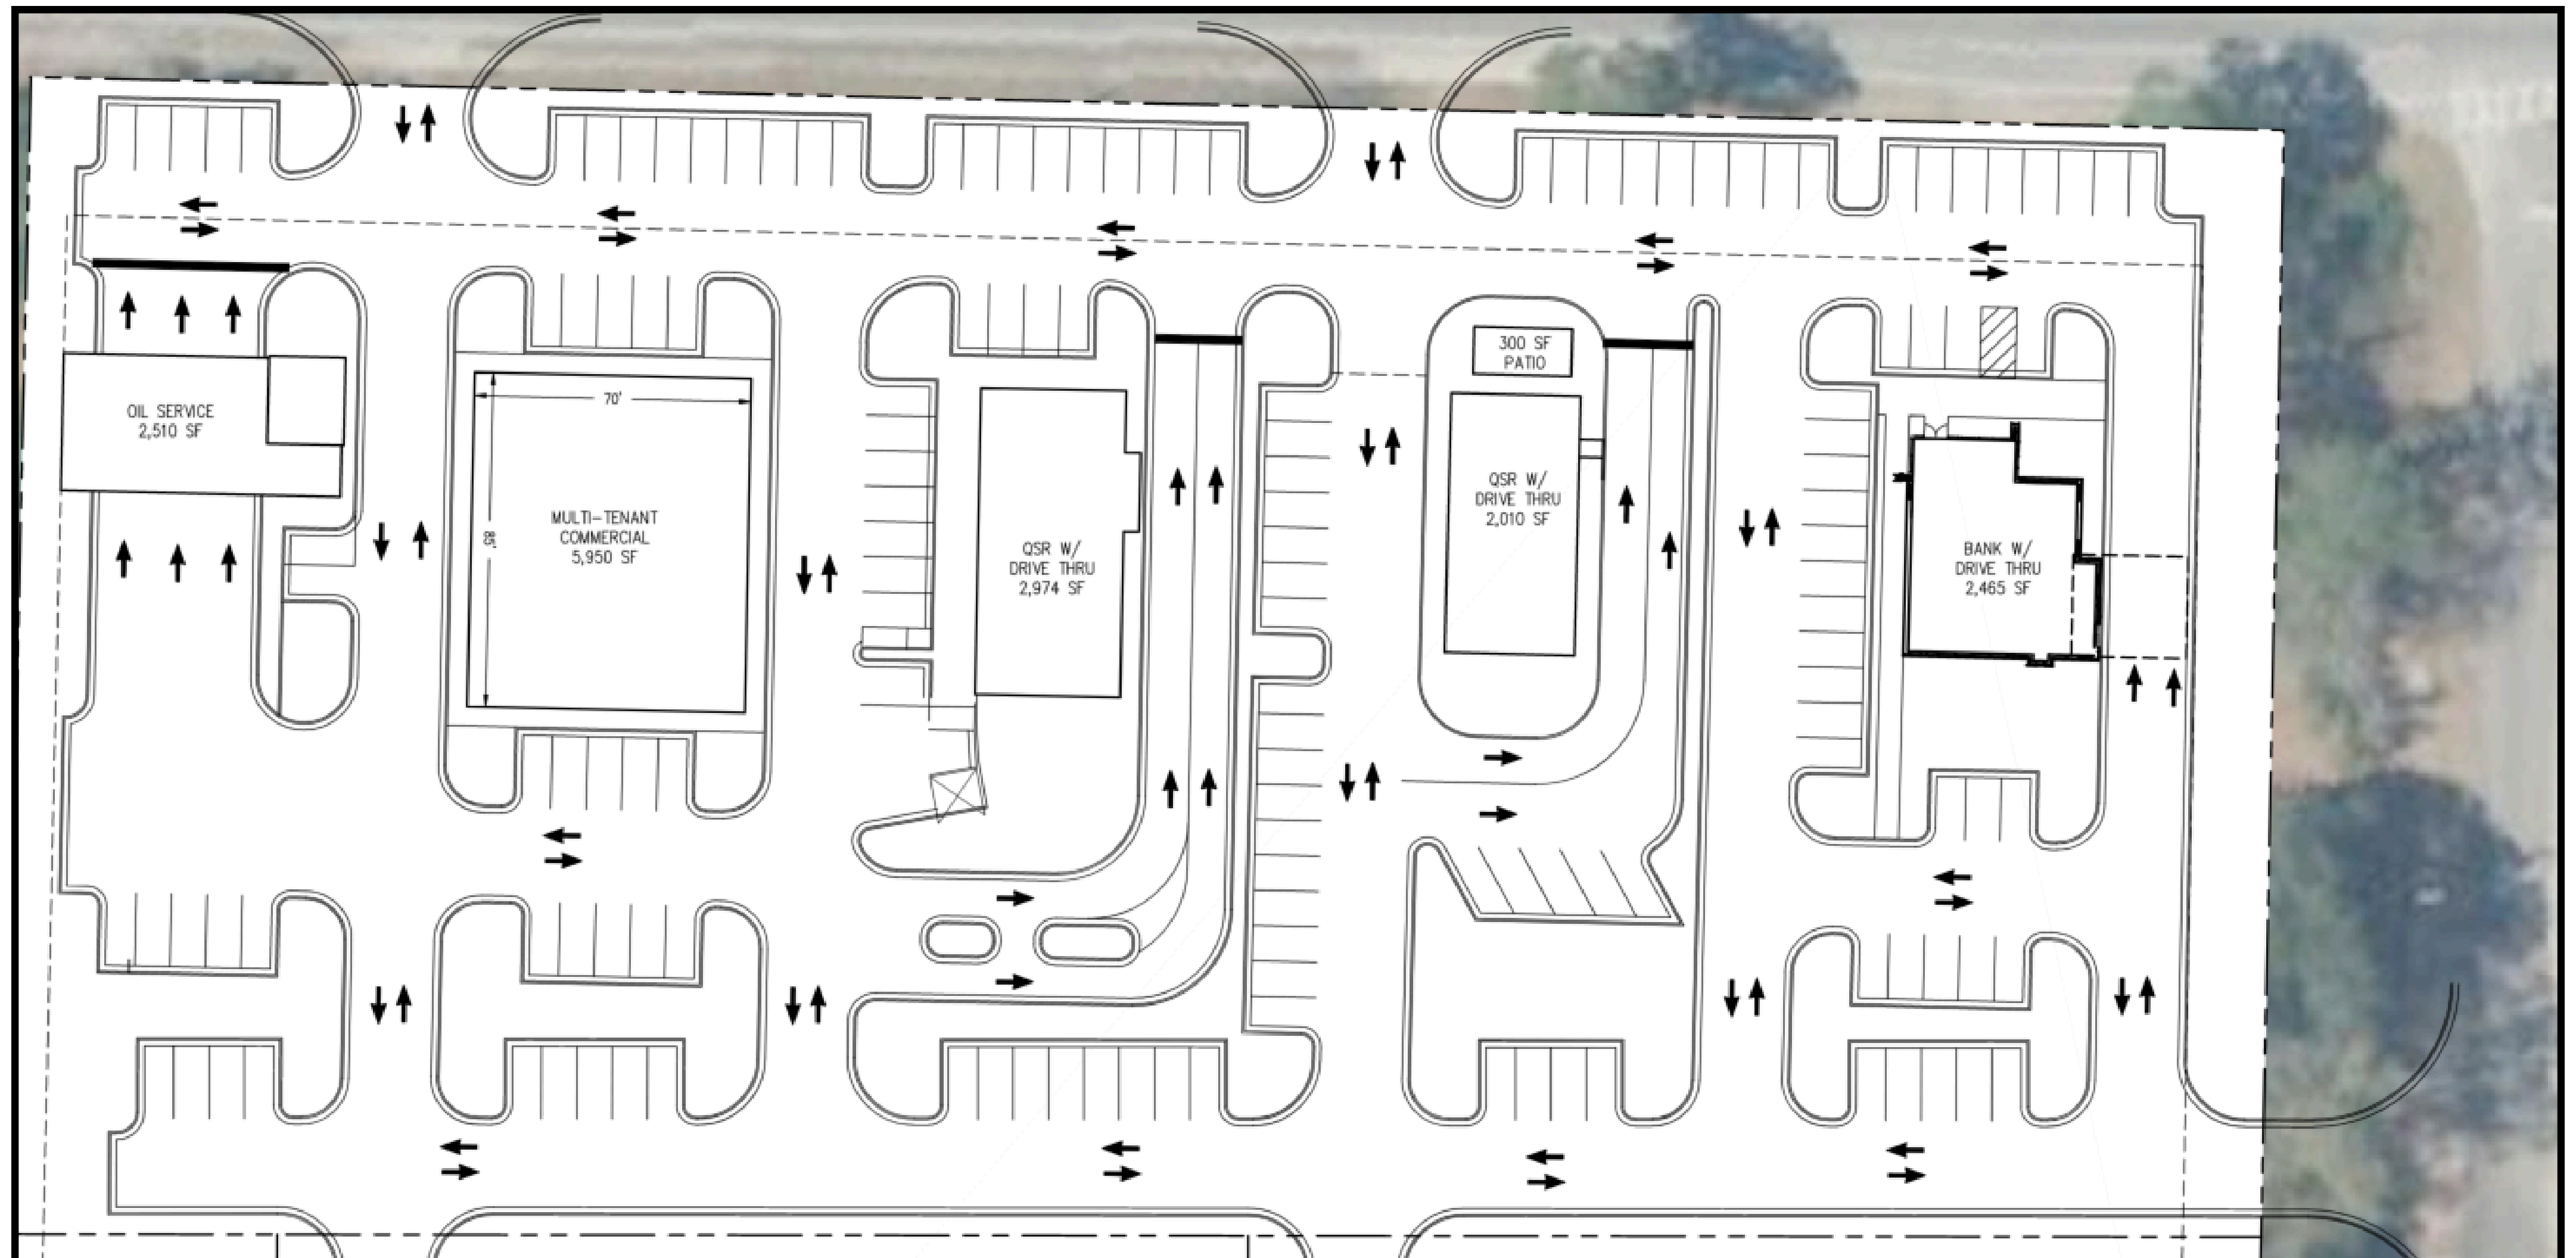 OIL SERVICE
2,510 SF
70'
85'
MULTI-TENANT
COMMERCIAL
5,950 SF
QSR W/
DRIVE THRU
2,974 SF
300 SF
PATIO
QSR W/
DRIVE THRU
2,010 SF
BANK W/
DRIVE THRU
2,465 SF